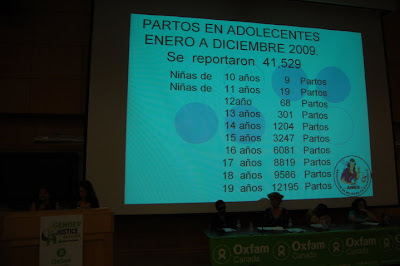 PARTOS EN ADOLECENTES
ENERO A DICIEMBRE 2009.
Se reportaron 41,529
Niñas de 10 años 9 Partos
Niñas de 11 años 19 Partos
12año 68 Partos
13 años 301 Partos
14 años 1204 Partos
15 años 3247 Partos
16 años 6081 Partos
17 años 8819 Partos
18 años 9586 Partos
19 años 12195 Partos
GENDER
JUSTICE
Oxfam
Oxfam
Canada
Oxfam
Canada